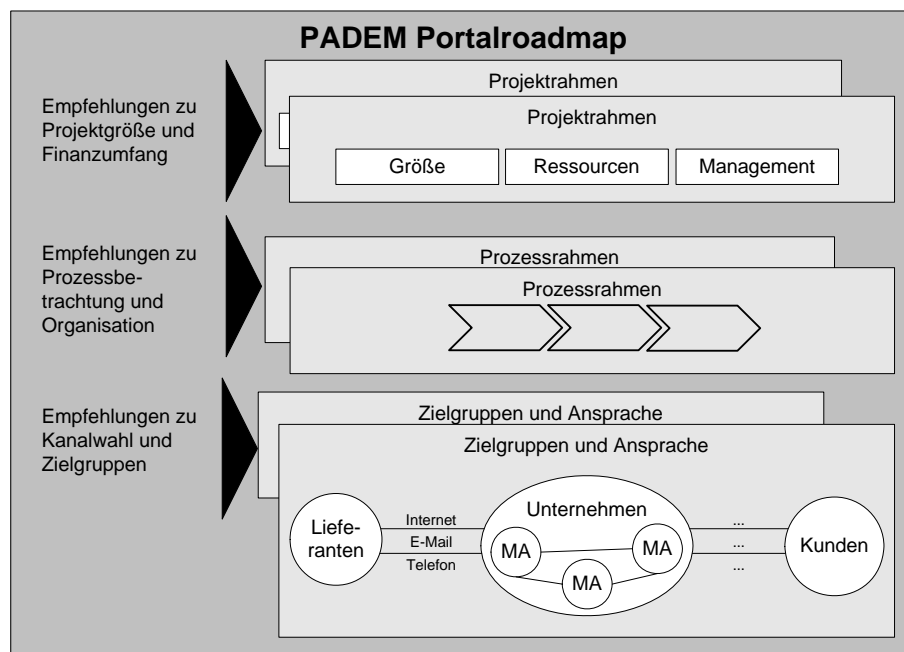 PADEM Portalroadmap
Empfehlungen zu
Projektgröße und
Finanzumfang
Projektrahmen
Projektrahmen
Größe
Ressourcen
Management
Empfehlungen zu
Prozessbe-
trachtung und
Organisation
Prozessrahmen
Prozessrahmen
Empfehlungen zu
Kanalwahl und
Zielgruppen
Zielgruppen und Ansprache
Zielgruppen und Ansprache
Liefe-
ranten
Internet
E-Mail
Telefon
Unternehmen
MA
MA
MA
...
...
...
Kunden